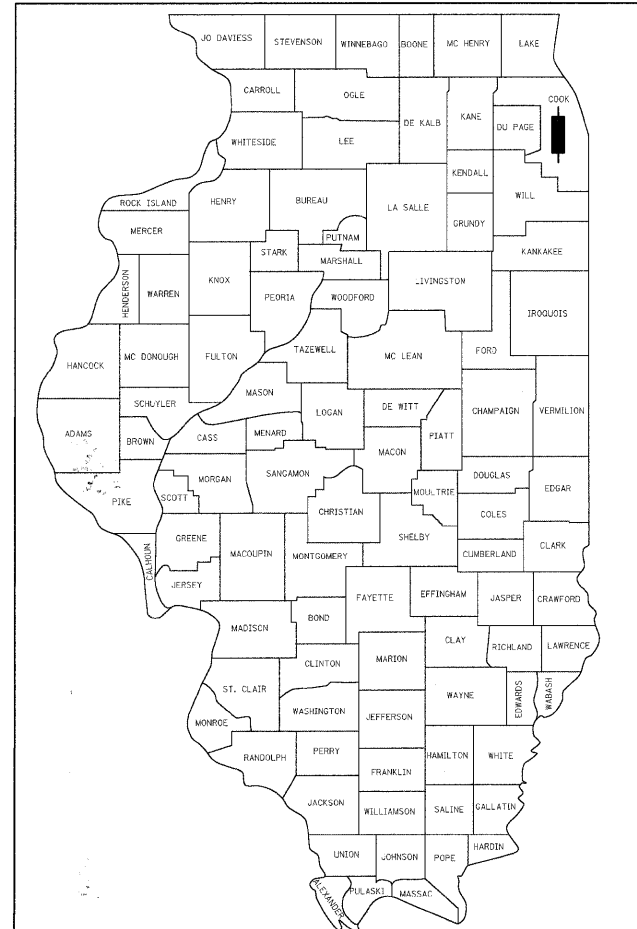 JO DAVIESS
STEVENSON
WINNEBAGO
BOONE
MC HENRY
LAKE
CARROLL
OGLE
DE KALB
KANE
COOK
DU PAGE
WHITESIDE
LEE
KENDALL
WILL
ROCK ISLAND
HENRY
BUREAU
LA SALLE
GRUNDY
MERCER
PUTNAM
STARK
MARSHALL
KANKAKEE
HENDERSON
WARREN
KNOX
PEORIA
WOODFORD
LIVINGSTON
IROQUOIS
HANCOCK
MC DONOUGH
FULTON
TAZEWELL
MC LEAN
FORD
MASON
SCHUYLER
LOGAN
DE WITT
CHAMPAIGN
VERMILION
ADAMS
BROWN
CASS
MENARD
MACON
PIATT
MORGAN
SANGAMON
DOUGLAS
EDGAR
PIKE
SCOTT
CHRISTIAN
MOULTRIE
COLES
GREENE
MACOUPIN
MONTGOMERY
SHELBY
CUMBERLAND
CLARK
CALHOUN
JERSEY
FAYETTE
EFFINGHAM
JASPER
CRAWFORD
MADISON
BOND
CLAY
RICHLAND
LAWRENCE
CLINTON
MARION
ST. CLAIR
WAYNE
EDWARDS
WABASH
MONROE
WASHINGTON
JEFFERSON
RANDOLPH
PERRY
HAMILTON
WHITE
FRANKLIN
JACKSON
WILLIAMSON
SALINE
GALLATIN
UNION
JOHNSON
POPE
HARDIN
ALEXANDER
PULASKI
MASSAC